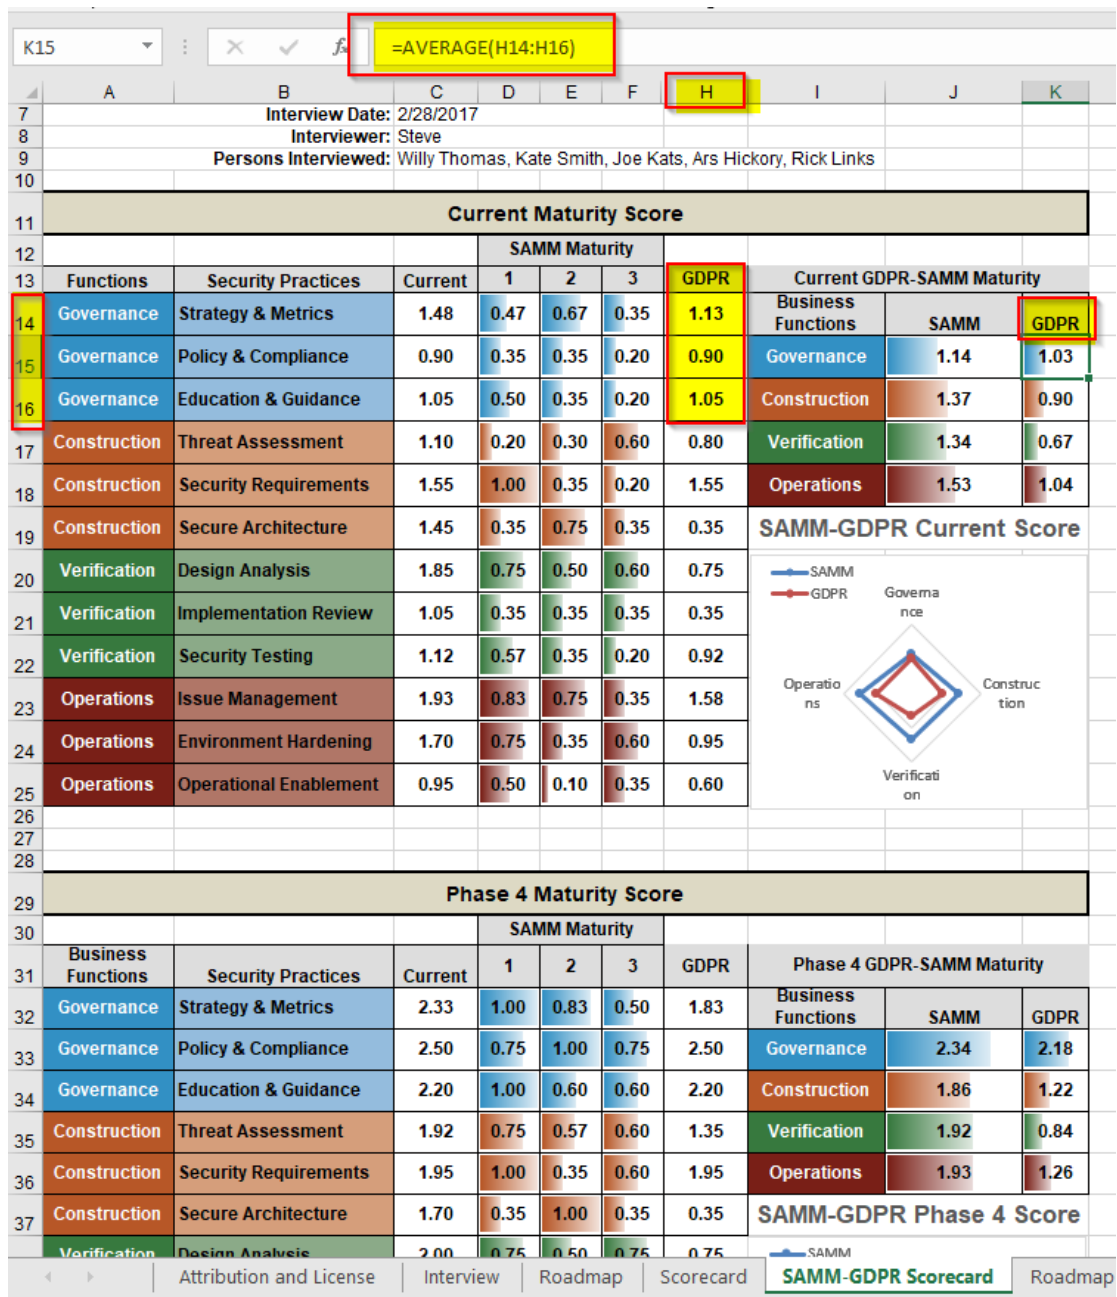 K15 fx =AVERAGE(H14:H16)
A B C D E F H I J K
7 Interview Date: 2/28/2017
8 Interviewer: Steve
9 Persons Interviewed: Willy Thomas, Kate Smith, Joe Kats, Ars Hickory, Rick Links
10
11 Current Maturity Score
12 SAMM Maturity
13 Functions Security Practices Current 1 2 3 GDPR Current GDPR-SAMM Maturity
14 Governance Strategy & Metrics 1.48 0.47 0.67 0.35 1.13 Business Functions SAMM GDPR
15 Governance Policy & Compliance 0.90 0.35 0.35 0.20 0.90 Governance 1.14 1.03
16 Governance Education & Guidance 1.05 0.50 0.35 0.20 1.05 Construction 1.37 0.90
17 Construction Threat Assessment 1.10 0.20 0.30 0.60 0.80 Verification 1.34 0.67
18 Construction Security Requirements 1.55 1.00 0.35 0.20 1.55 Operations 1.53 1.04
19 Construction Secure Architecture 1.45 0.35 0.75 0.35 0.35 SAMM-GDPR Current Score
20 Verification Design Analysis 1.85 0.75 0.50 0.60 0.75
21 Verification Implementation Review 1.05 0.35 0.35 0.35 0.35
22 Verification Security Testing 1.12 0.57 0.35 0.20 0.92
23 Operations Issue Management 1.93 0.83 0.75 0.35 1.58
24 Operations Environment Hardening 1.70 0.75 0.35 0.60 0.95
25 Operations Operational Enablement 0.95 0.50 0.10 0.35 0.60
SAMM
GDPR
Governa
nce
Operatio
ns
Construc
tion
Verificati
on
26
27
28
29 Phase 4 Maturity Score
30 SAMM Maturity
31 Business Functions Security Practices Current 1 2 3 GDPR Phase 4 GDPR-SAMM Maturity
32 Governance Strategy & Metrics 2.33 1.00 0.83 0.50 1.83 Business Functions SAMM GDPR
33 Governance Policy & Compliance 2.50 0.75 1.00 0.75 2.50 Governance 2.34 2.18
34 Governance Education & Guidance 2.20 1.00 0.60 0.60 2.20 Construction 1.86 1.22
35 Construction Threat Assessment 1.92 0.75 0.57 0.60 1.35 Verification 1.92 0.84
36 Construction Security Requirements 1.95 1.00 0.35 0.60 1.95 Operations 1.93 1.26
37 Construction Secure Architecture 1.70 0.35 1.00 0.35 0.35 SAMM-GDPR Phase 4 Score
Verification Design Analysis 2.00 0.75 0.50 0.75 0.75 SAMM
Attribution and License Interview Roadmap Scorecard SAMM-GDPR Scorecard Roadmap